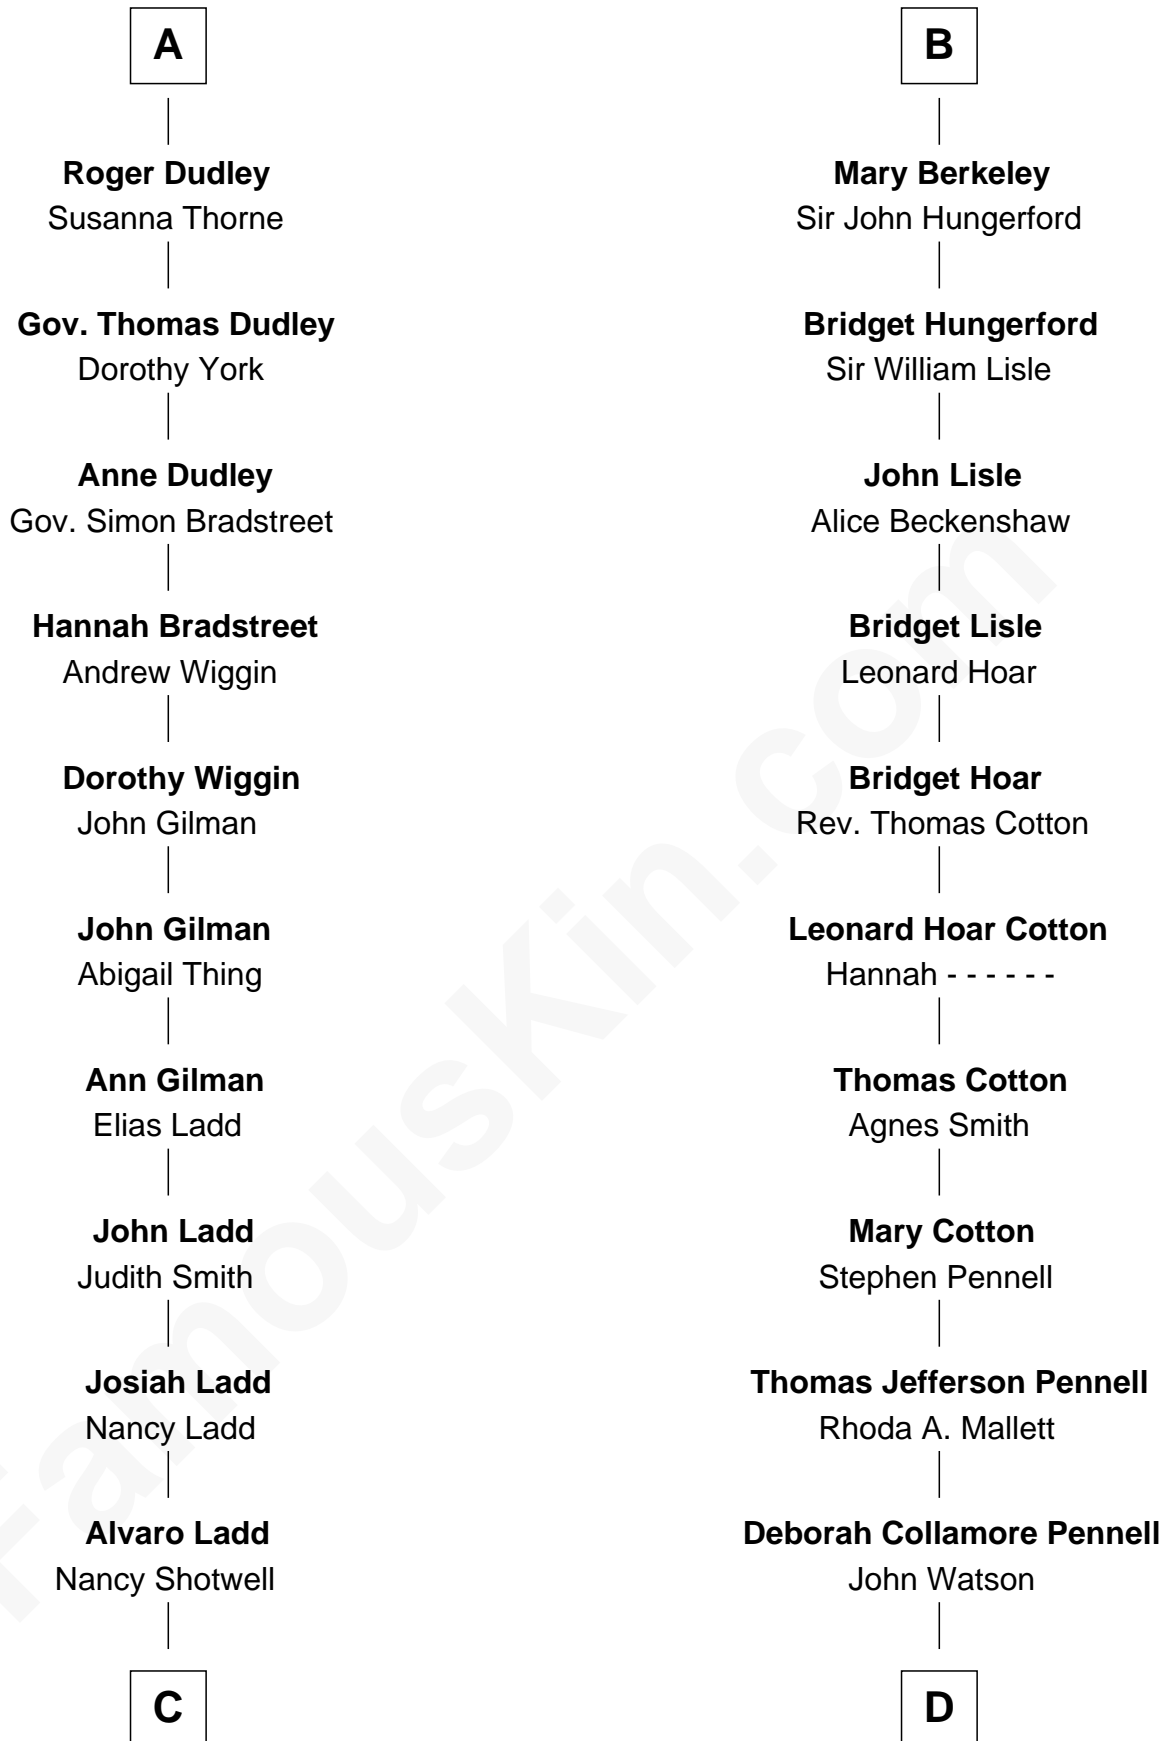 A
Roger Dudley
Susanna Thorne
Gov. Thomas Dudley
Dorothy York
Anne Dudley
Gov. Simon Bradstreet
Hannah Bradstreet
Andrew Wiggin
Dorothy Wiggin
John Gilman
John Gilman
Abigail Thing
Ann Gilman
Elias Ladd
John Ladd
Judith Smith
Josiah Ladd
Nancy Ladd
Alvaro Ladd
Nancy Shotwell
C
B
Mary Berkeley
Sir John Hungerford
Bridget Hungerford
Sir William Lisle
John Lisle
Alice Beckenshaw
Bridget Lisle
Leonard Hoar
Bridget Hoar
Rev. Thomas Cotton
Leonard Hoar Cotton
Hannah - - - - - -
Thomas Cotton
Agnes Smith
Mary Cotton
Stephen Pennell
Thomas Jefferson Pennell
Rhoda A. Mallett
Deborah Collamore Pennell
John Watson
D
FamousKin.com